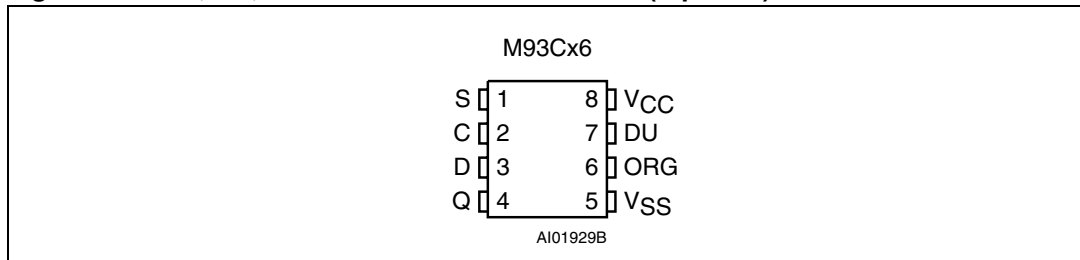 M93Cx6
S 1 8 VCC
C 2 7 DU
D 3 6 ORG
Q 4 5 VSS
AI01929B